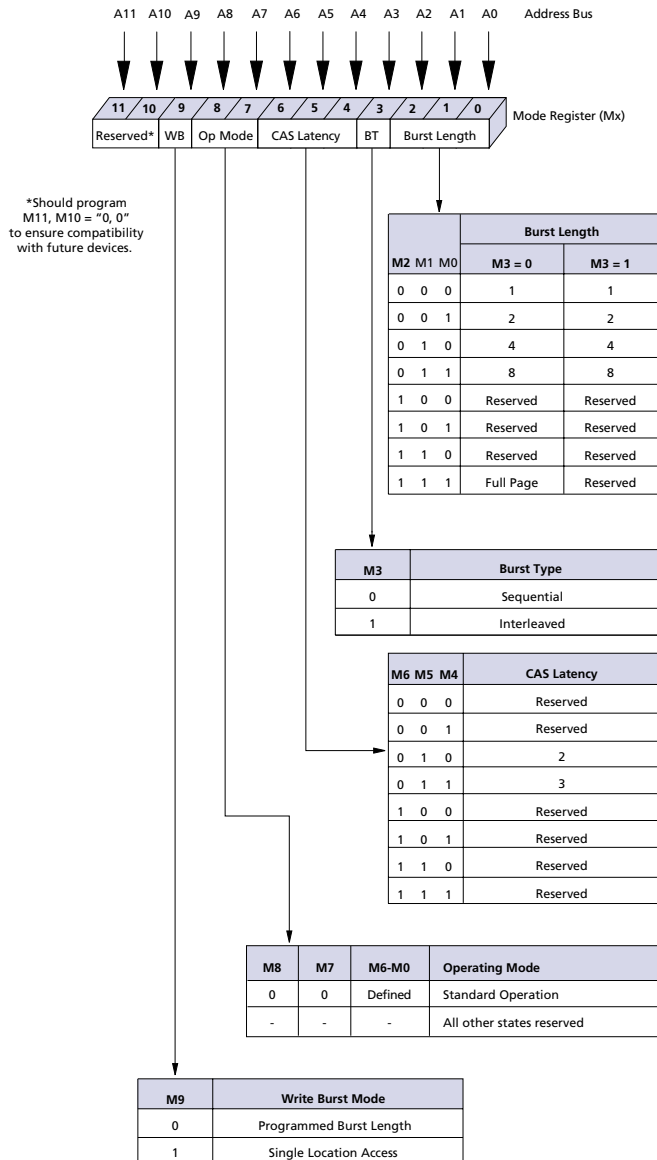 A11 A10 A9 A8 A7 A6 A5 A4 A3 A2 A1 A0 Address Bus
11 10 9 8 7 6 5 4 3 2 1 0 Mode Register (Mx)
Reserved* WB Op Mode CAS Latency BT Burst Length
*Should program
M11, M10 = “0, 0”
to ensure compatibility
with future devices.
Burst Length
M2 M1 M0 M3 = 0 M3 = 1
0 0 0 1 1
0 0 1 2 2
0 1 0 4 4
0 1 1 8 8
1 0 0 Reserved Reserved
1 0 1 Reserved Reserved
1 1 0 Reserved Reserved
1 1 1 Full Page Reserved
M3 Burst Type
0 Sequential
1 Interleaved
M6 M5 M4 CAS Latency
0 0 0 Reserved
0 0 1 Reserved
0 1 0 2
0 1 1 3
1 0 0 Reserved
1 0 1 Reserved
1 1 0 Reserved
1 1 1 Reserved
M8 M7 M6-M0 Operating Mode
0 0 Defined Standard Operation
- - - All other states reserved
M9 Write Burst Mode
0 Programmed Burst Length
1 Single Location Access